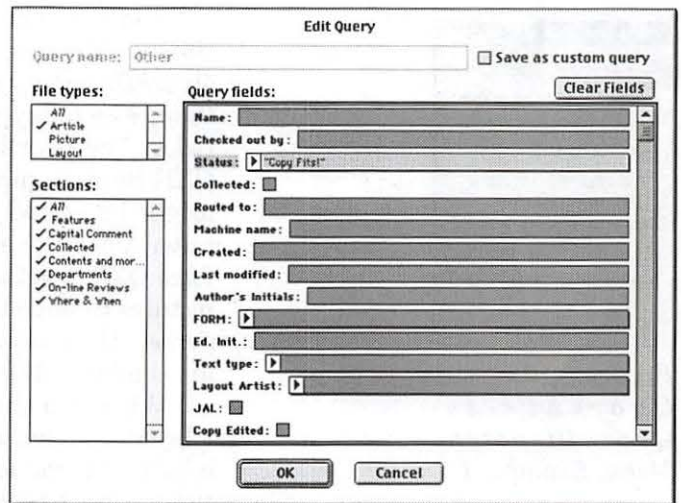 Edit Query
Query name: Other
Save as custom query
File types:
All
Article
Picture
Layout
Sections:
All
Features
Capital Comment
Collected
Contents and mor...
Departments
On-line Reviews
Where & When
Query fields:
Clear Fields
Name:
Checked out by:
Status: "Copy Fits!"
Collected:
Routed to:
Machine name:
Created:
Last modified:
Author's Initials:
FORM:
Ed. Init.:
Text type:
Layout Artist:
JAL:
Copy Edited:
OK
Cancel